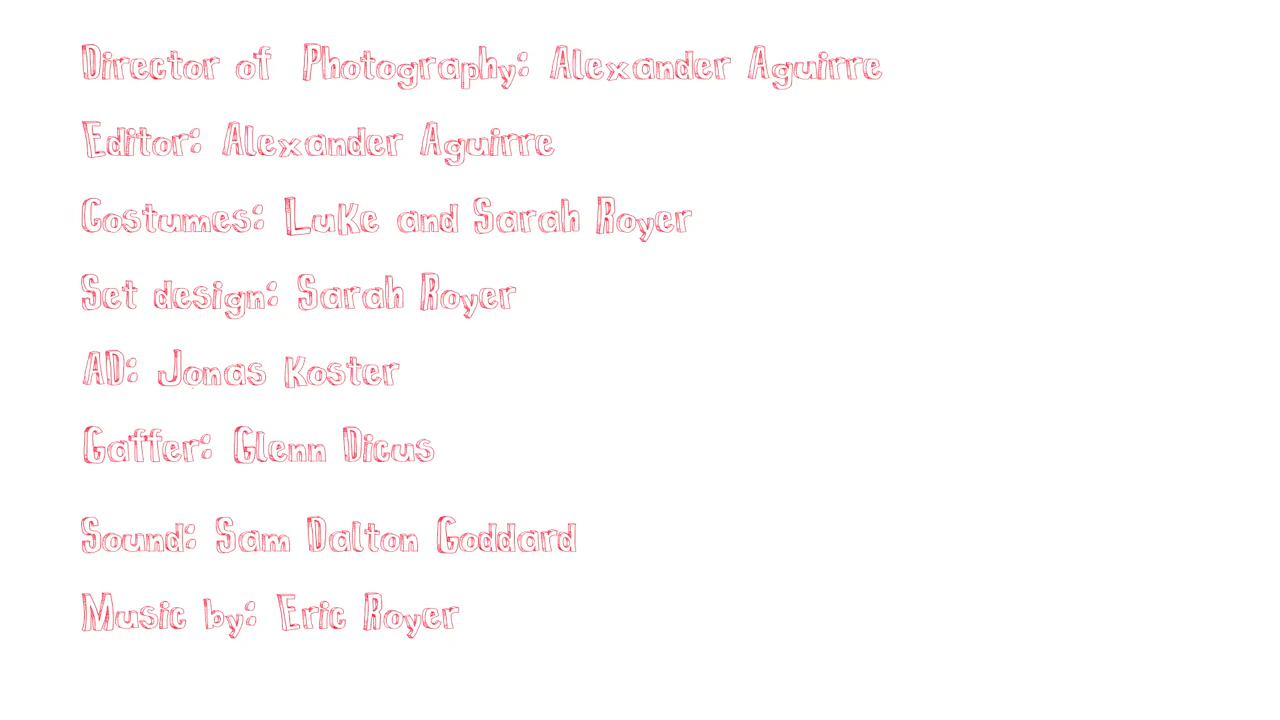 Director of Photography: Alexander Aguirre
Editor: Alexander Aguirre
Costumes: Luke and Sarah Royer
Set design: Sarah Royer
AD: Jonas Koster
Gaffer: Glenn Dicus
Sound: Sam Dalton Goddard
Music by: Eric Royer